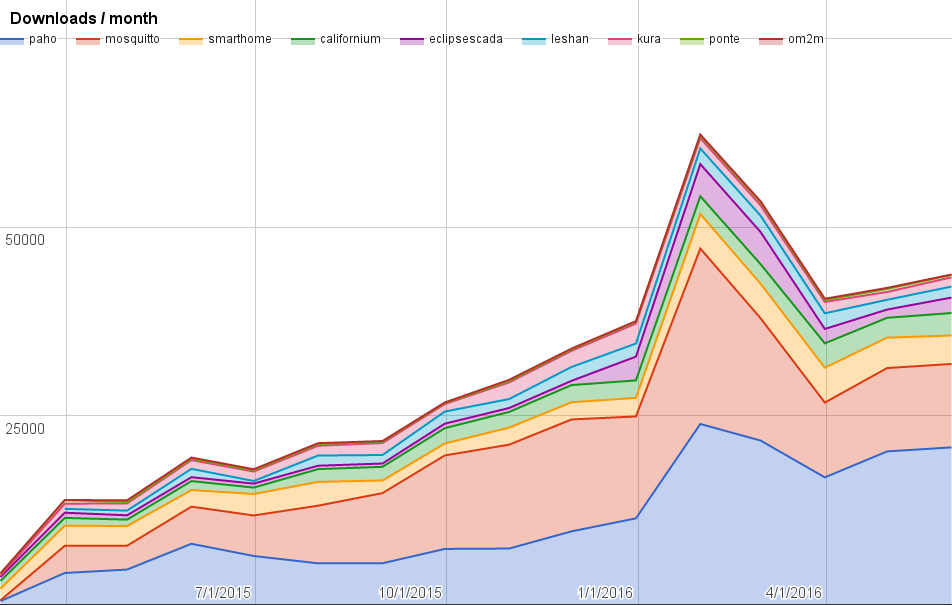 Downloads / month
paho mosquitto smarthome californium eclipsescada leshan kura ponte om2m
50000
25000
7/1/2015 10/1/2015 1/1/2016 4/1/2016